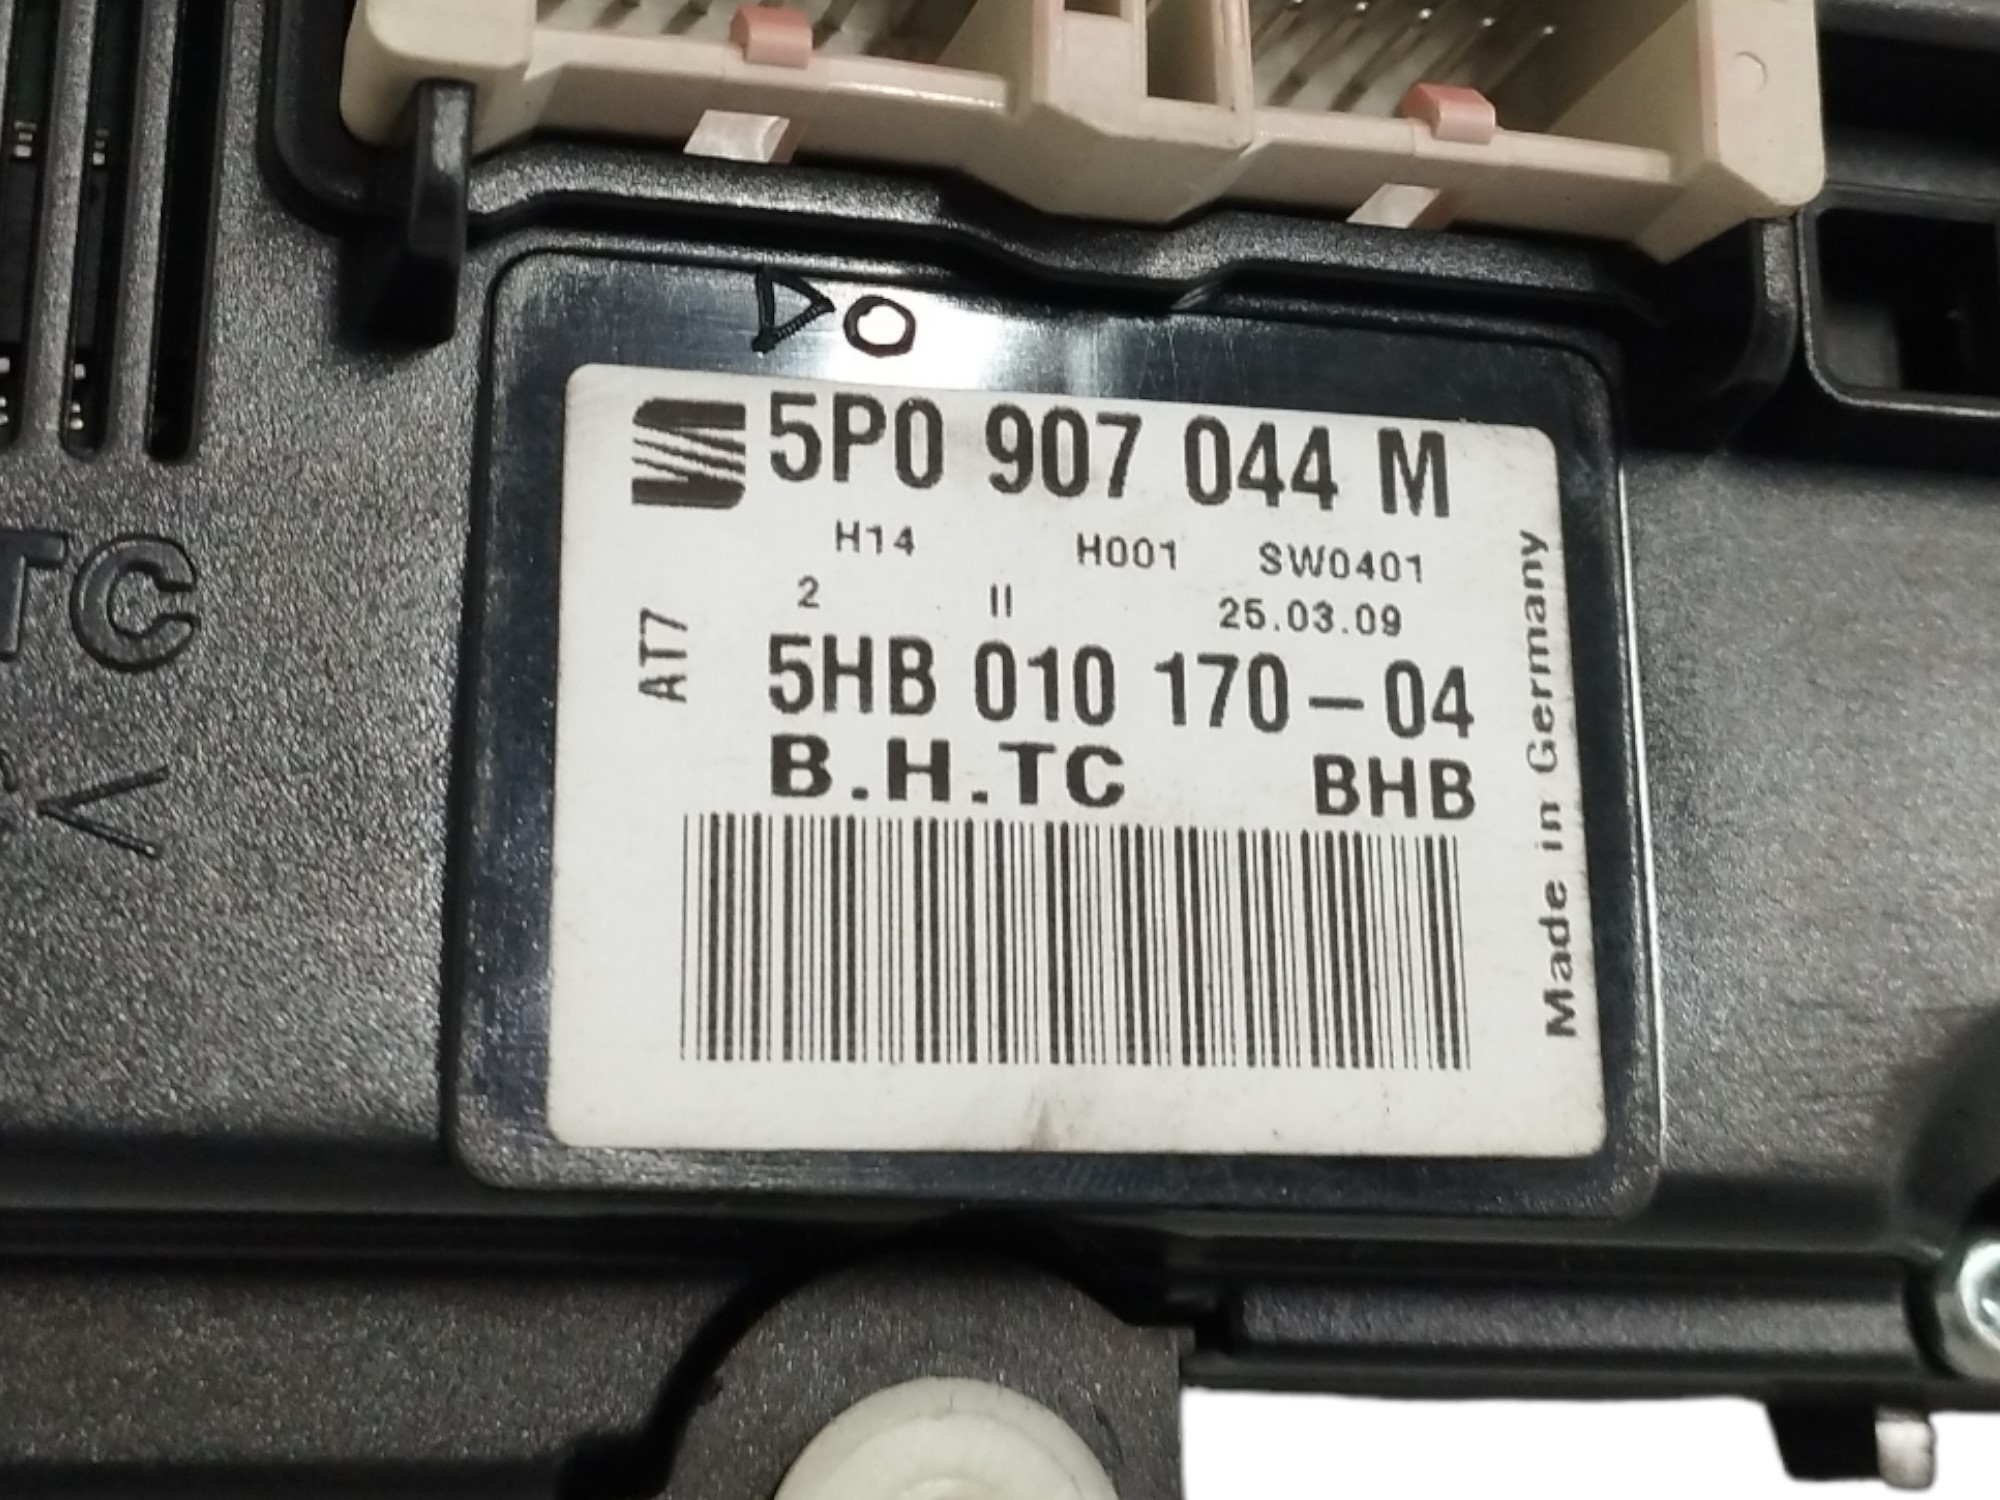 5P0 907 044 M
H14 H001 SW0401
2 II 25.03.09
AT7
5HB 010 170-04
B.H.TC BHB
Made in Germany
TC